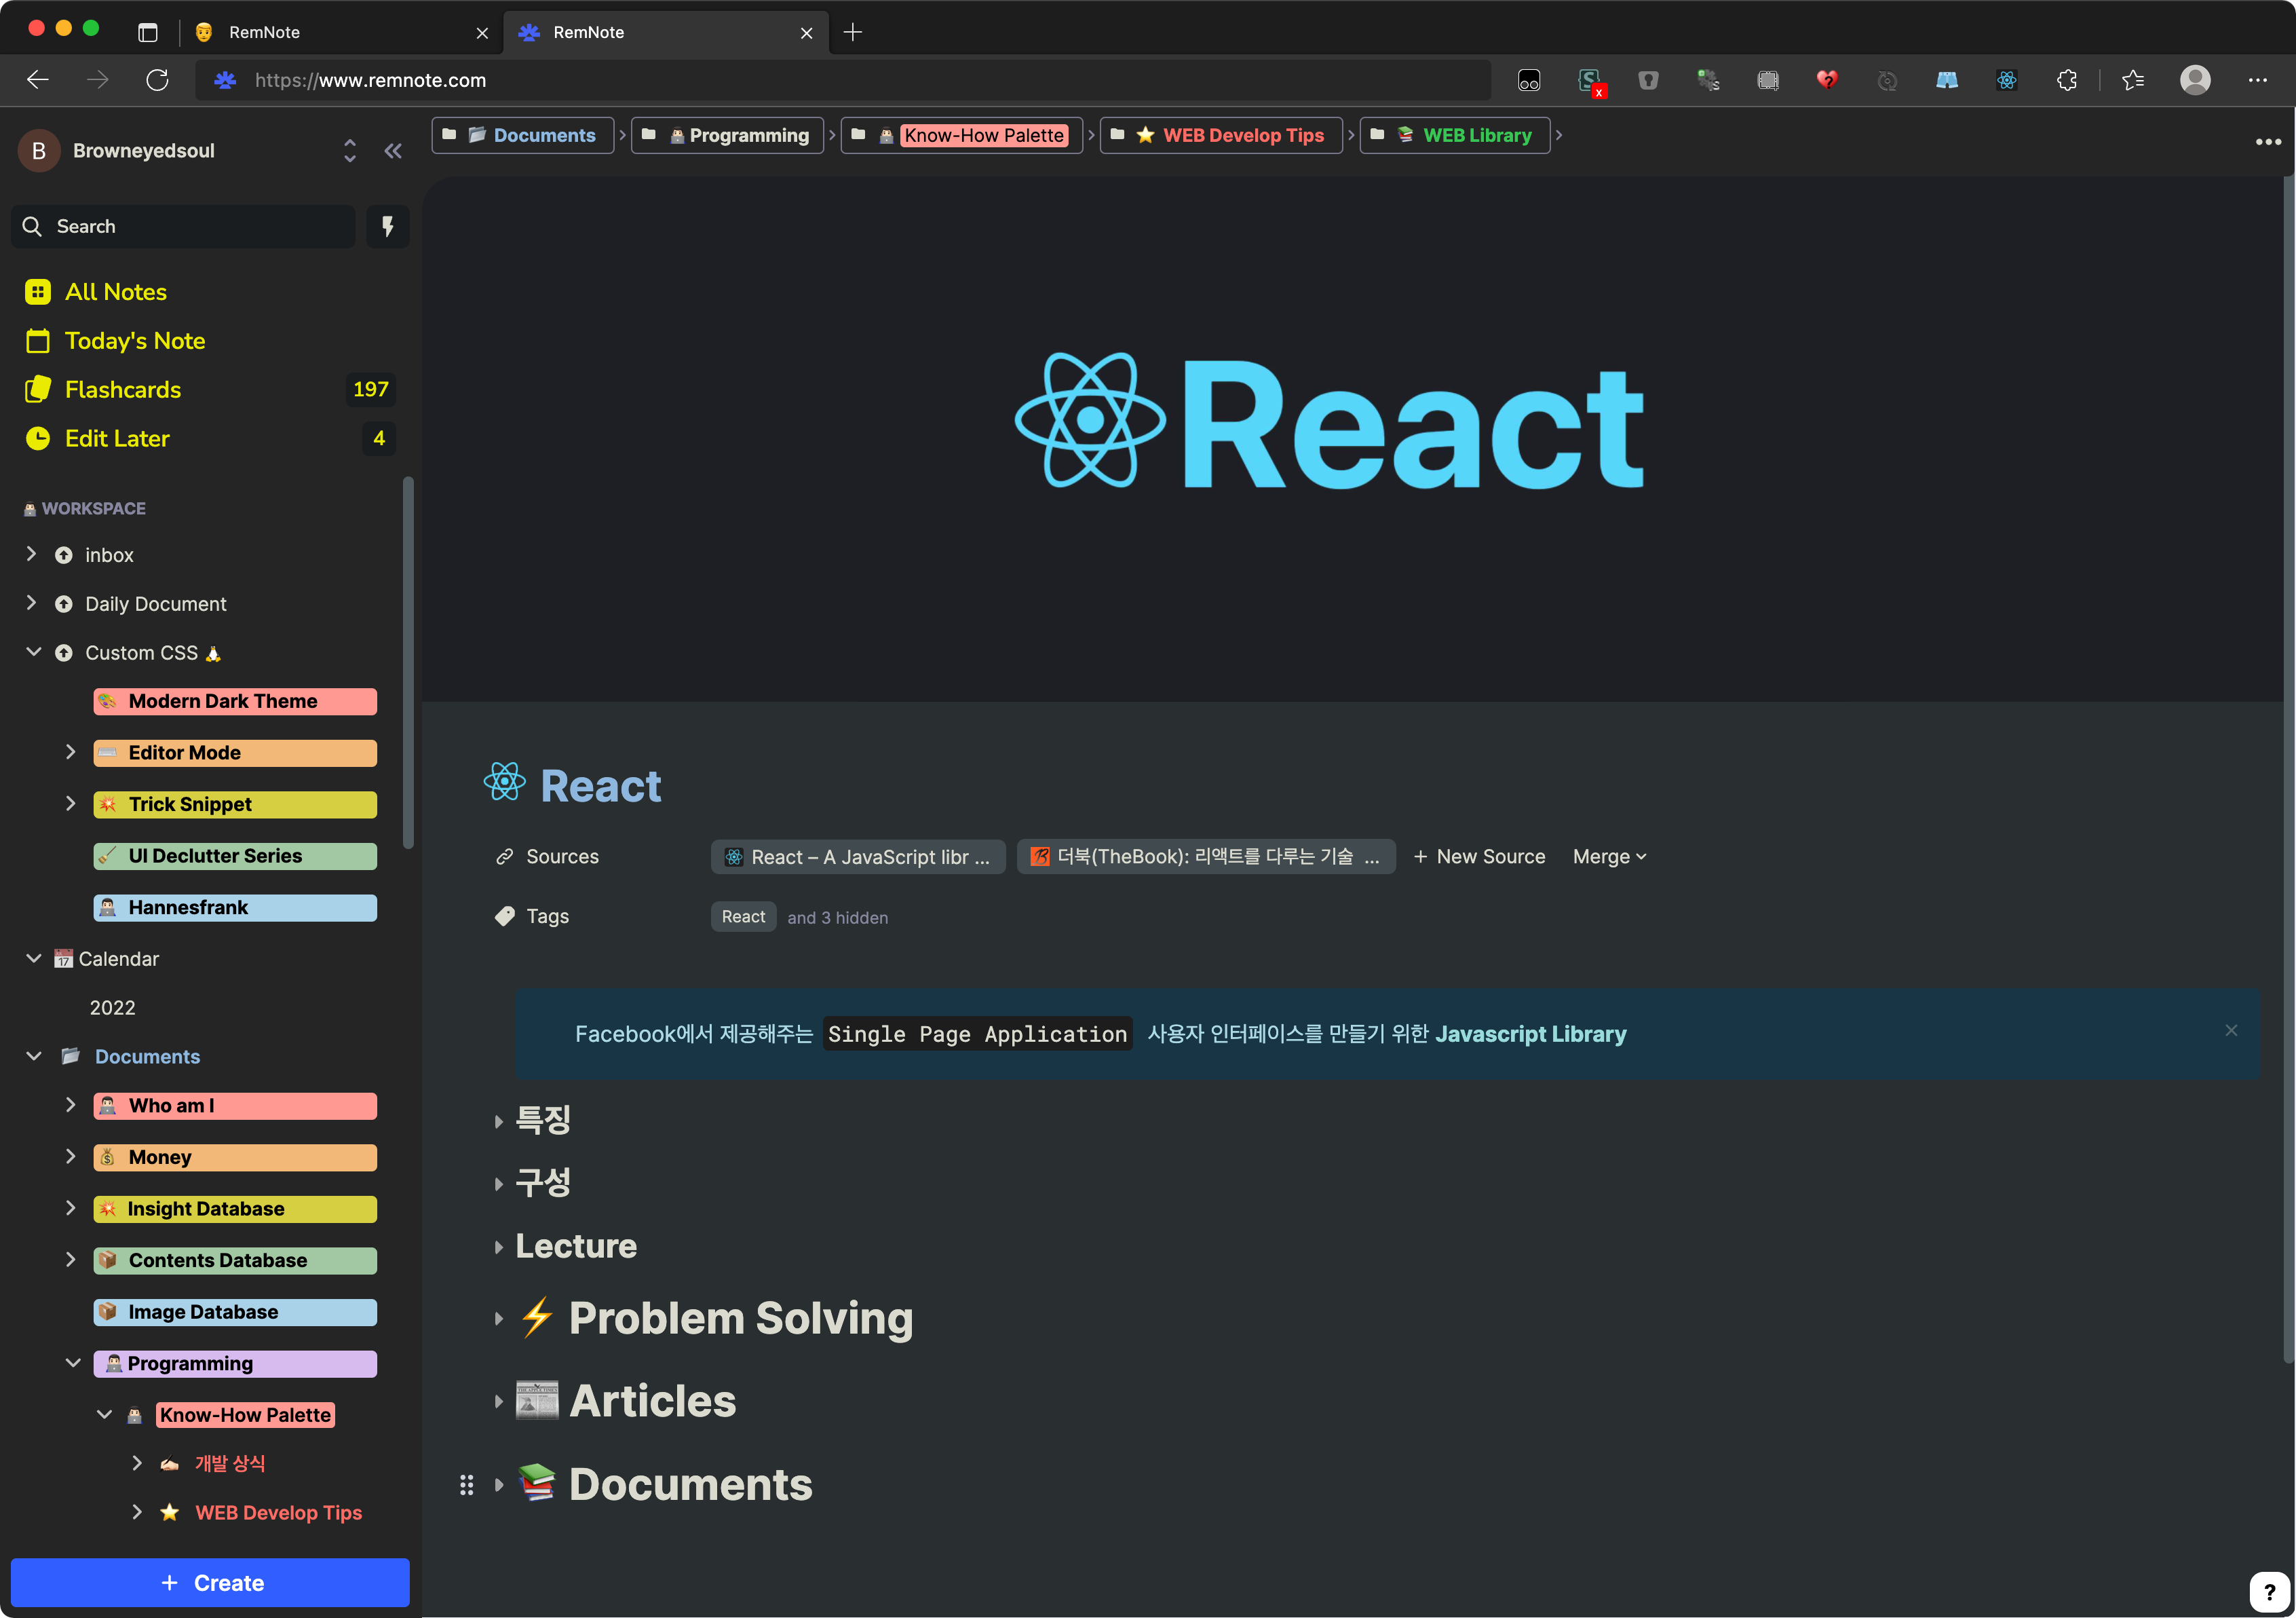 RemNote
RemNote
https://www.remnote.com
B Browneyedsoul
Documents Programming Know-How Palette WEB Develop Tips WEB Library
Search
All Notes
Today's Note
Flashcards 197
Edit Later 4
WORKSPACE
inbox
Daily Document
Custom CSS
Modern Dark Theme
Editor Mode
Trick Snippet
UI Declutter Series
Hannesfrank
17 Calendar
2022
Documents
Who am I
Money
Insight Database
Contents Database
Image Database
Programming
Know-How Palette
개발 상식
WEB Develop Tips
+ Create
React
React
Sources React – A JavaScript libr ... 더북(TheBook): 리액트를 다루는 기술 ... + New Source Merge
Tags React and 3 hidden
Facebook에서 제공해주는 Single Page Application 사용자 인터페이스를 만들기 위한 Javascript Library
특징
구성
Lecture
Problem Solving
Articles
Documents
?